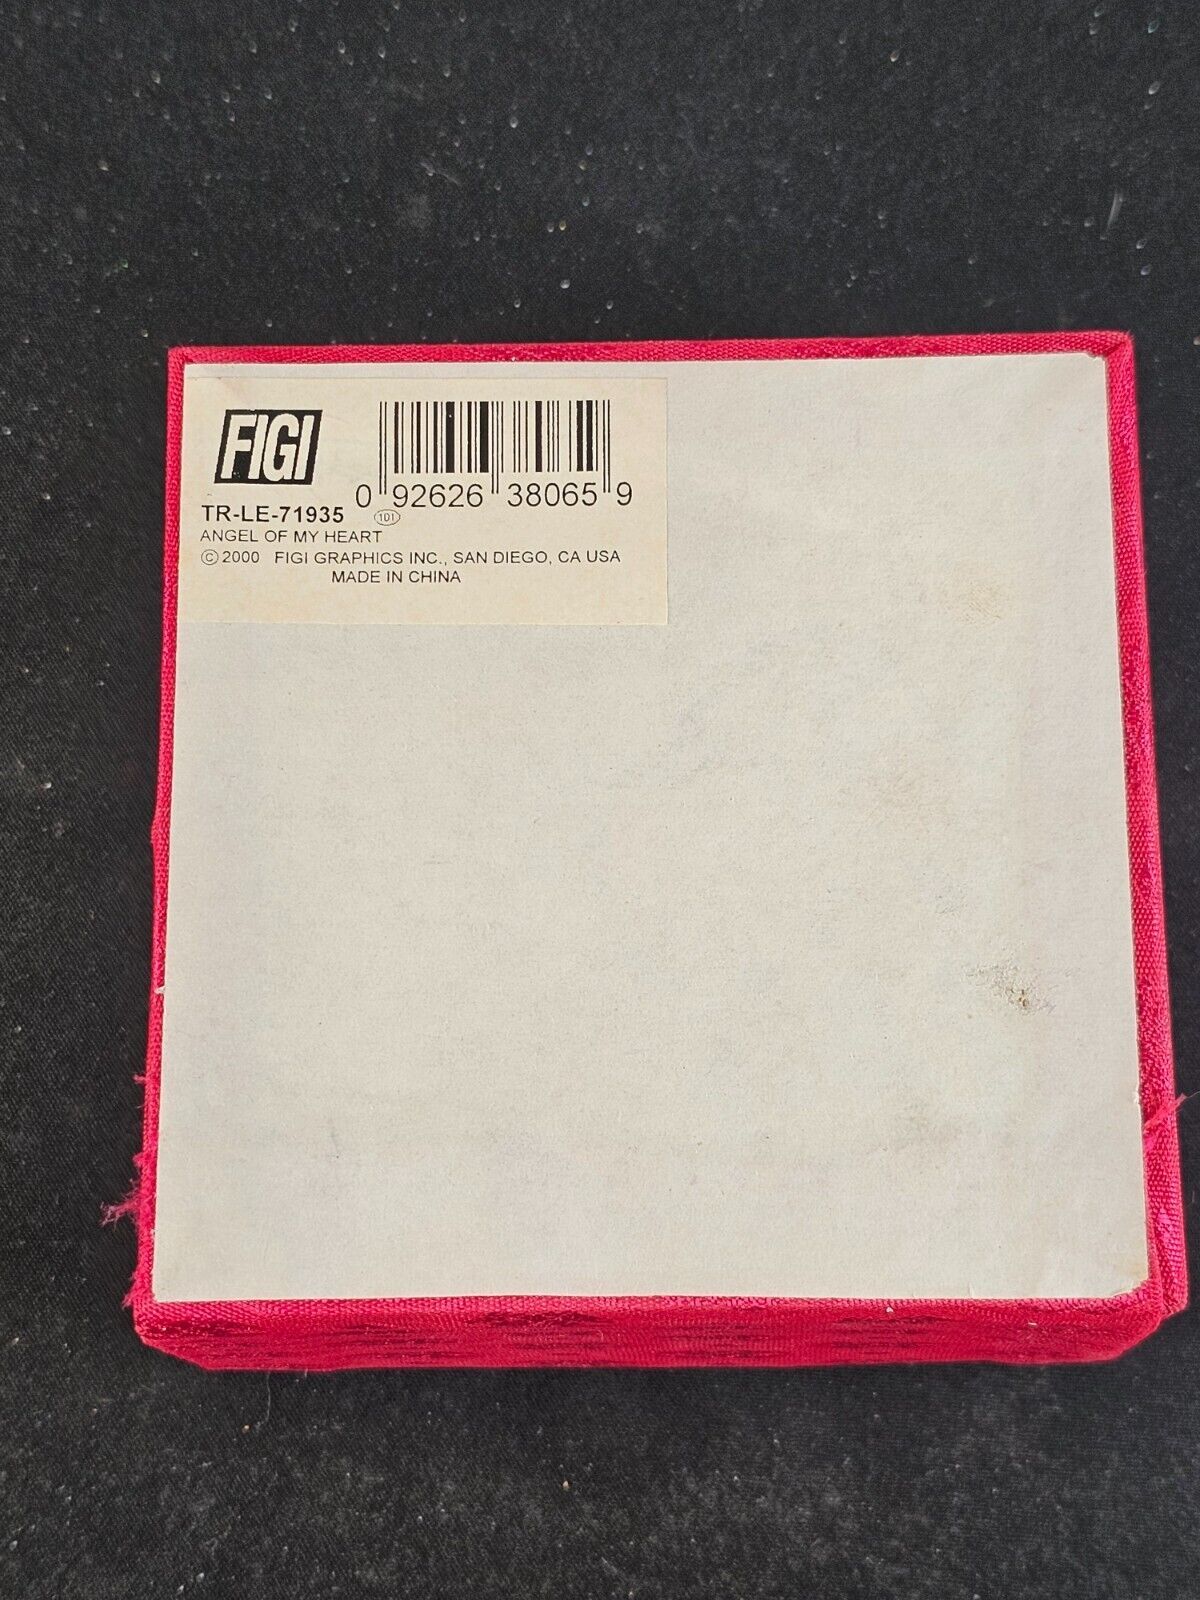 FIGI
0 92626 38065 9
TR-LE-71935 1D1
ANGEL OF MY HEART
© 2000 FIGI GRAPHICS INC., SAN DIEGO, CA USA
MADE IN CHINA